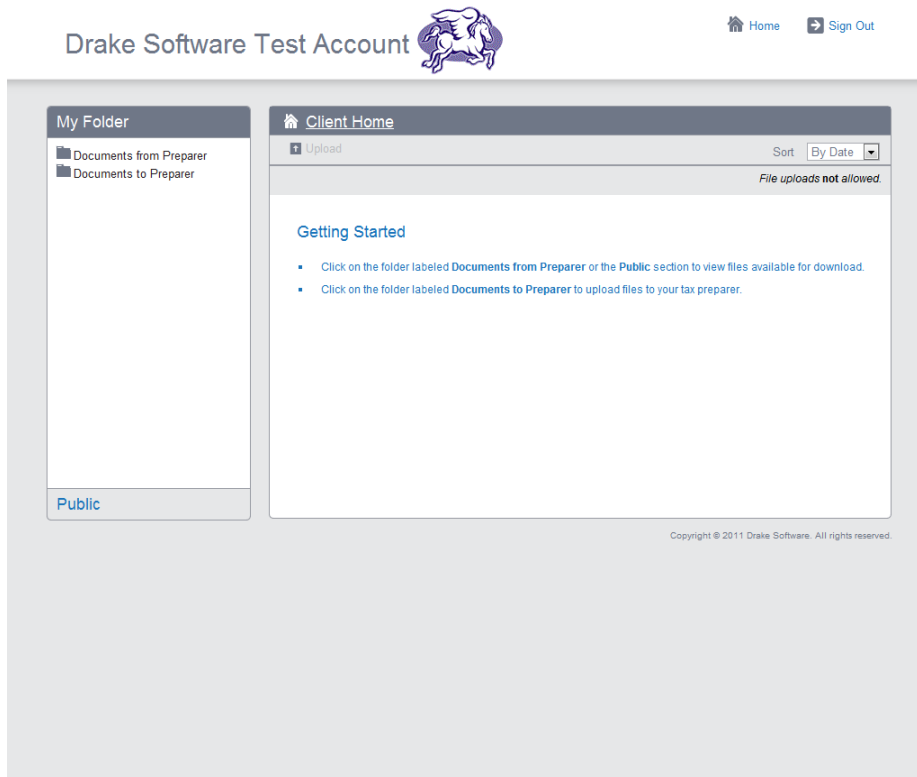 Drake Software Test Account
Home
Sign Out
My Folder
Documents from Preparer
Documents to Preparer
Public
Client Home
Upload
Sort By Date
File uploads not allowed.
Getting Started
Click on the folder labeled Documents from Preparer or the Public section to view files available for download.
Click on the folder labeled Documents to Preparer to upload files to your tax preparer.
Copyright © 2011 Drake Software. All rights reserved.